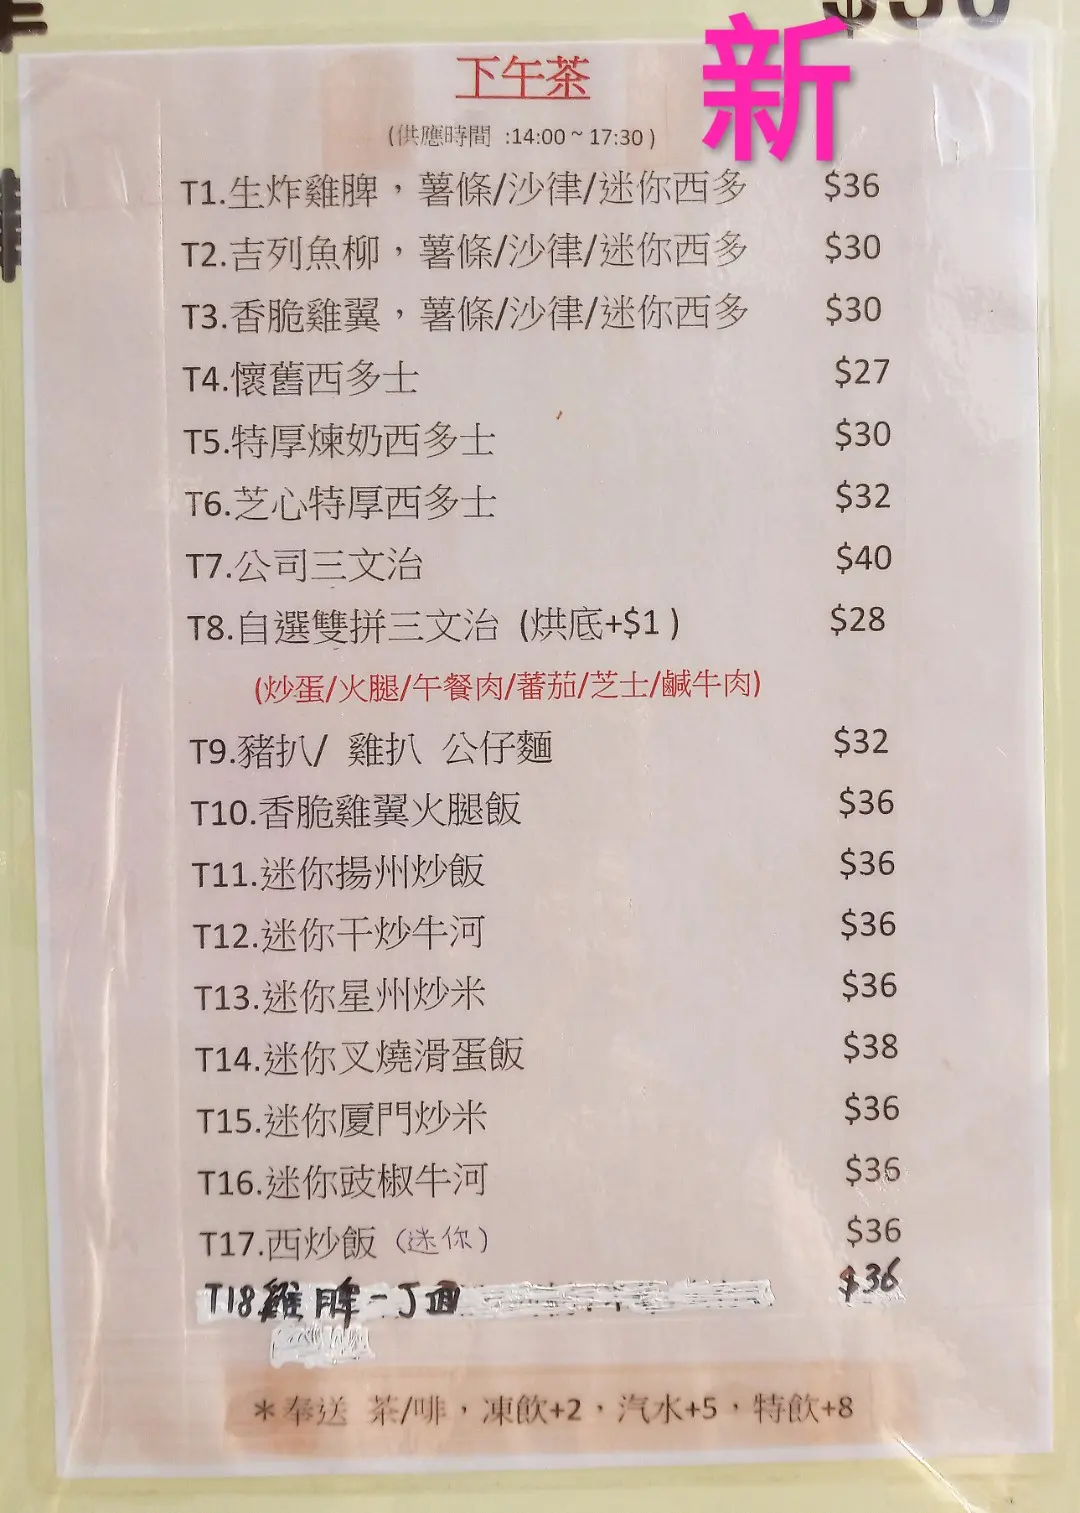 新
下午茶
(供應時間 :14:00 ~ 17:30 )
T1.生炸雞脾，薯條/沙律/迷你西多 $36
T2.吉列魚柳，薯條/沙律/迷你西多 $30
T3.香脆雞翼，薯條/沙律/迷你西多 $30
T4.懷舊西多士 $27
T5.特厚煉奶西多士 $30
T6.芝心特厚西多士 $32
T7.公司三文治 $40
T8.自選雙拼三文治 (烘底+$1 ) $28
(炒蛋/火腿/午餐肉/蕃茄/芝士/鹹牛肉)
T9.豬扒/ 雞扒 公仔麵 $32
T10.香脆雞翼火腿飯 $36
T11.迷你揚州炒飯 $36
T12.迷你干炒牛河 $36
T13.迷你星州炒米 $36
T14.迷你叉燒滑蛋飯 $38
T15.迷你厦門炒米 $36
T16.迷你豉椒牛河 $36
T17.西炒飯 (迷你) $36
T18雞脾一丁面 $36
＊奉送 茶/啡，凍飲+2，汽水+5，特飲+8